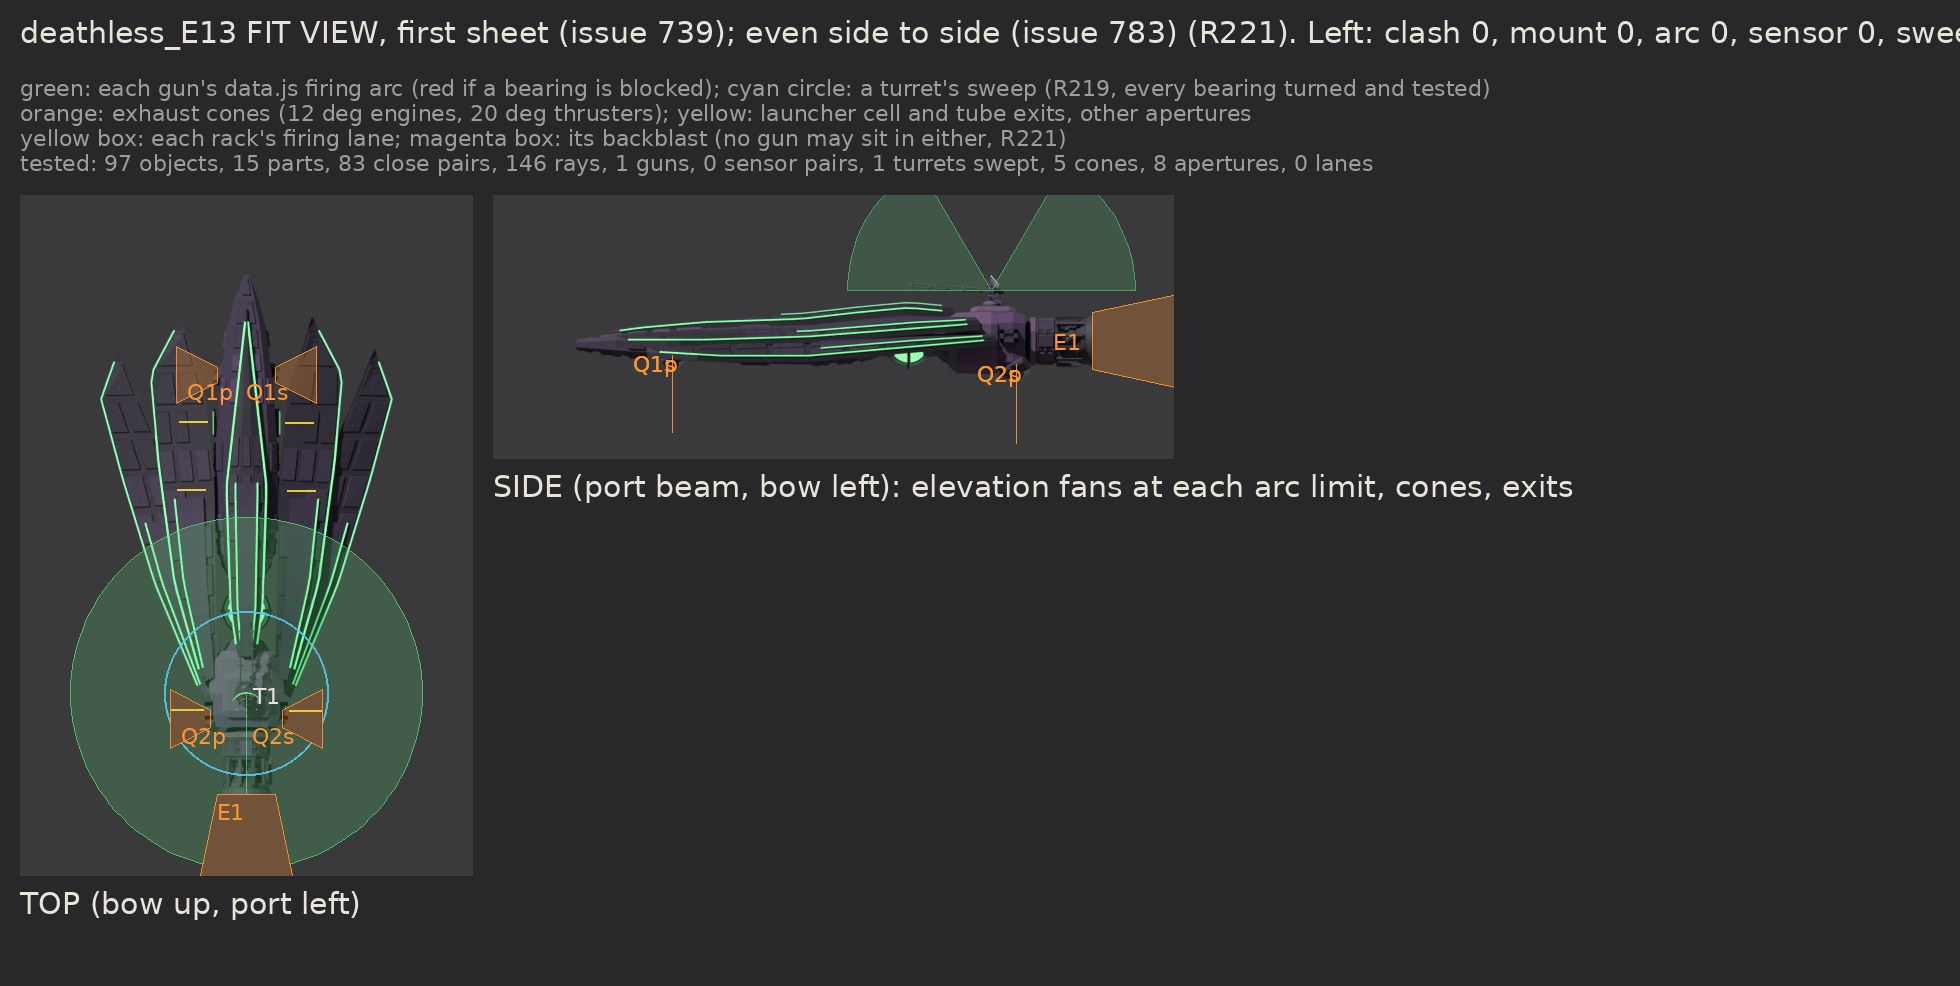 deathless_E13 FIT VIEW, first sheet (issue 739); even side to side (issue 783) (R221). Left: clash 0, mount 0, arc 0, sensor 0,
green: each gun's data.js firing arc (red if a bearing is blocked); cyan circle: a turret's sweep (R219, every bearing turned and tested)
orange: exhaust cones (12 deg engines, 20 deg thrusters); yellow: launcher cell and tube exits, other apertures
yellow box: each rack's firing lane; magenta box: its backblast (no gun may sit in either, R221)
tested: 97 objects, 15 parts, 83 close pairs, 146 rays, 1 guns, 0 sensor pairs, 1 turrets swept, 5 cones, 8 apertures, 0 lanes
Q1p Q1s
T1
Q2p Q2s
E1
TOP (bow up, port left)
E1
SIDE (port beam, bow left): elevation fans at each arc limit, cones, exits